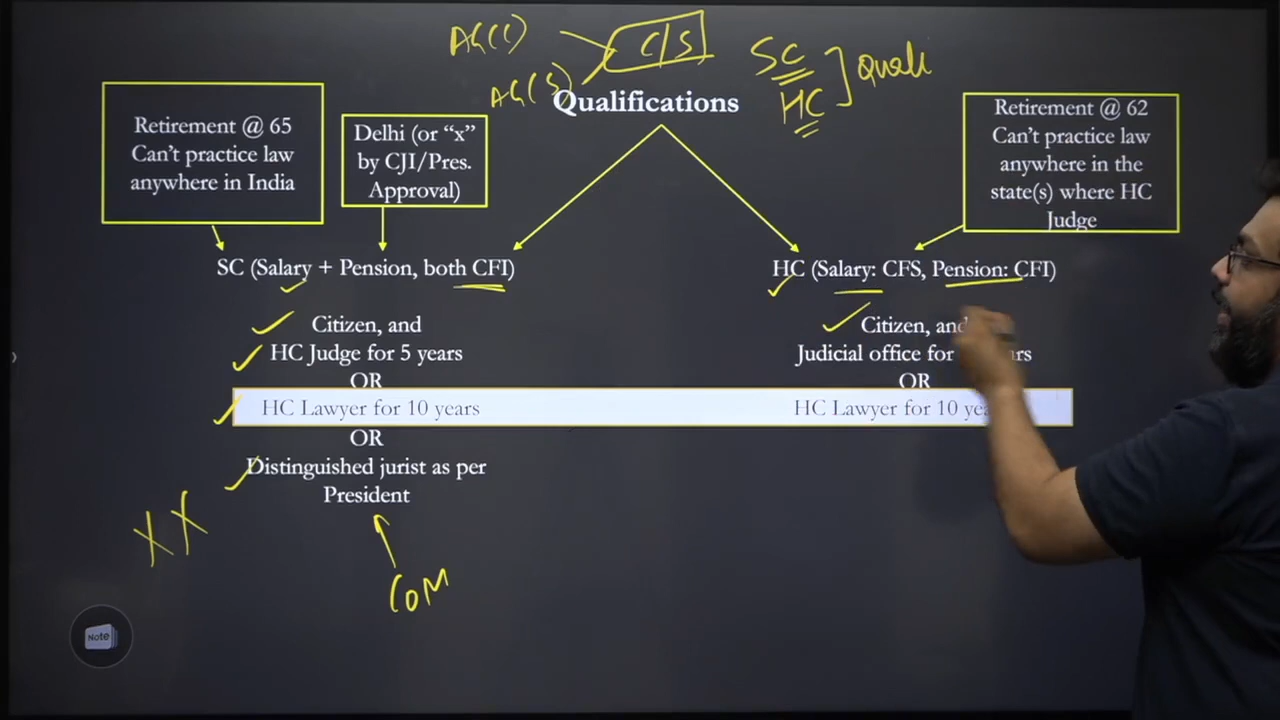 AG(C)
C/S
SC
HC
Quali
AG(S)
Qualifications
Retirement @ 65
Can't practice law
anywhere in India
Delhi (or "x"
by CJI/Pres.
Approval)
Retirement @ 62
Can't practice law
anywhere in the
state(s) where HC
Judge
SC (Salary + Pension, both CFI)
HC (Salary: CFS, Pension: CFI)
Citizen, and
HC Judge for 5 years
OR
HC Lawyer for 10 years
OR
Distinguished jurist as per
President
Citizen, and
Judicial office for
OR
HC Lawyer for 10
XX
COM
Note